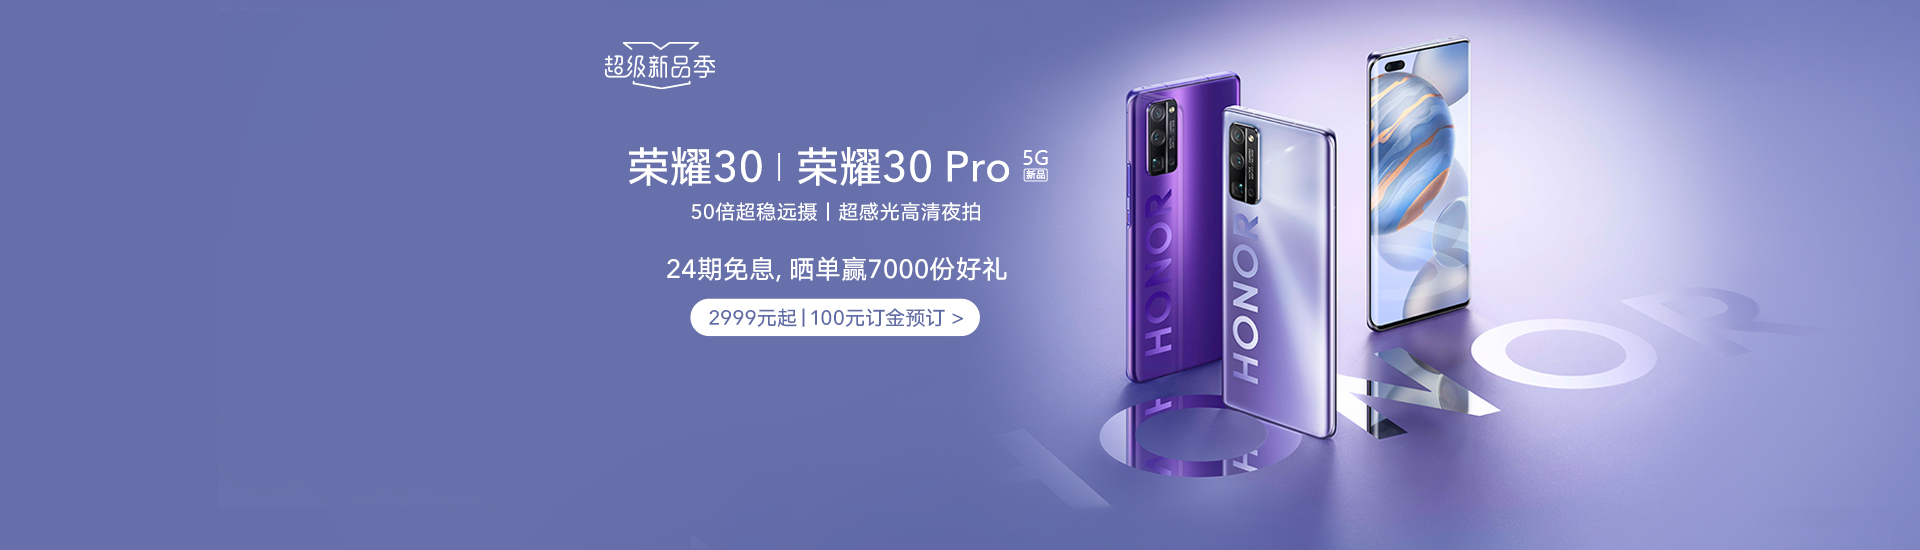 超级新品季
荣耀30 | 荣耀30 Pro 5G 新品
50倍超稳远摄 | 超感光高清夜拍
24期免息, 晒单赢7000份好礼
2999元起 | 100元订金预订 >
HONOR
HONOR
HONOR